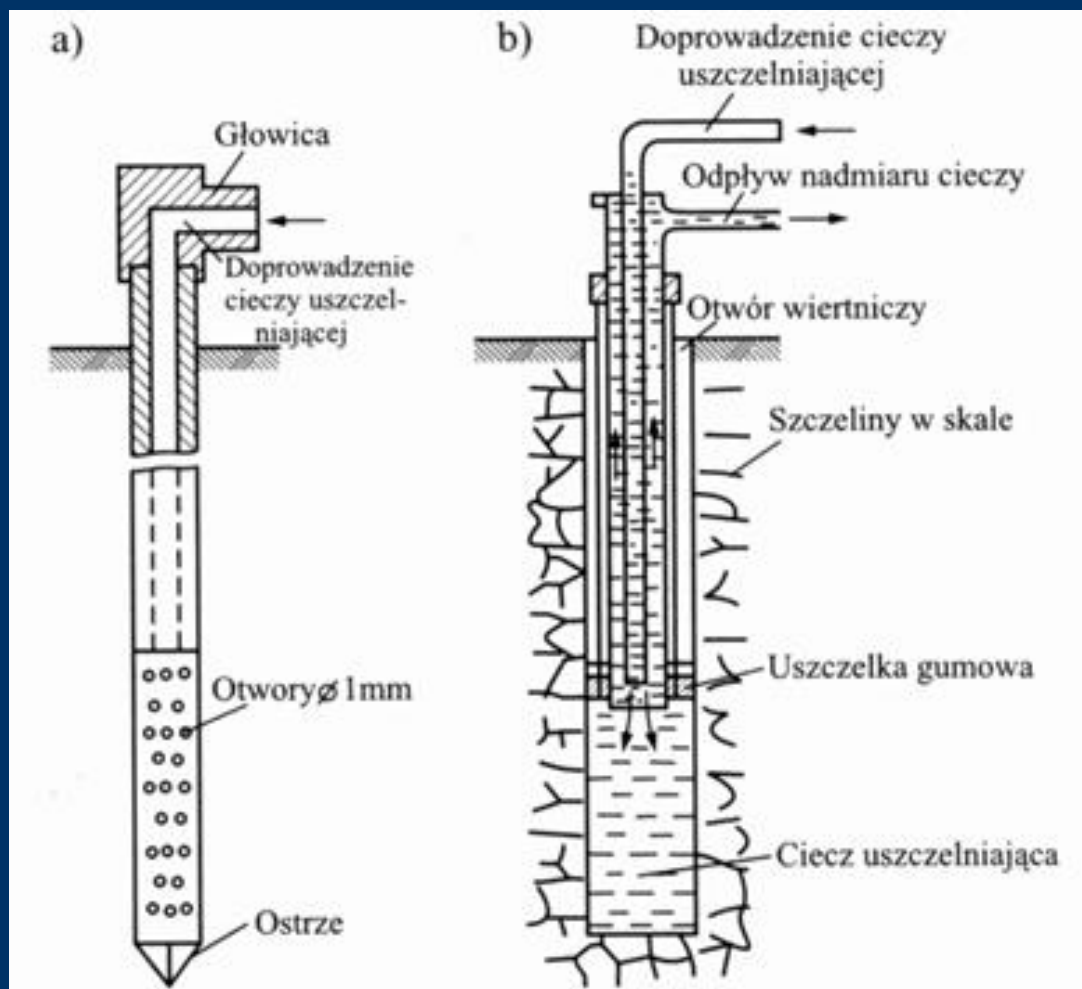 a)
Głowica
Doprowadzenie
cieczy uszczel-
niającej
Otwory ø 1mm
Ostrze
b)
Doprowadzenie cieczy
uszczelniającej
Odpływ nadmiaru cieczy
Otwór wiertniczy
Szczeliny w skale
Uszczelka gumowa
Ciecz uszczelniająca